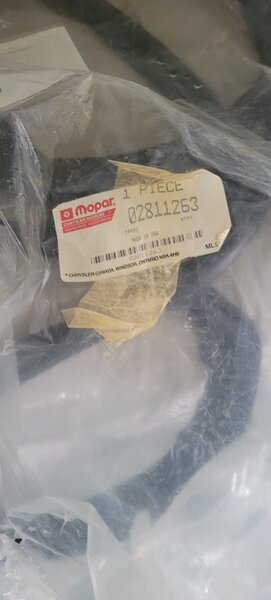 1 PIECE
Mopar
CHRYSLER MOTORS
02811263
MADE IN USA
* CHRYSLER CANADA, WINDSOR, ONTARIO N9A 4H6